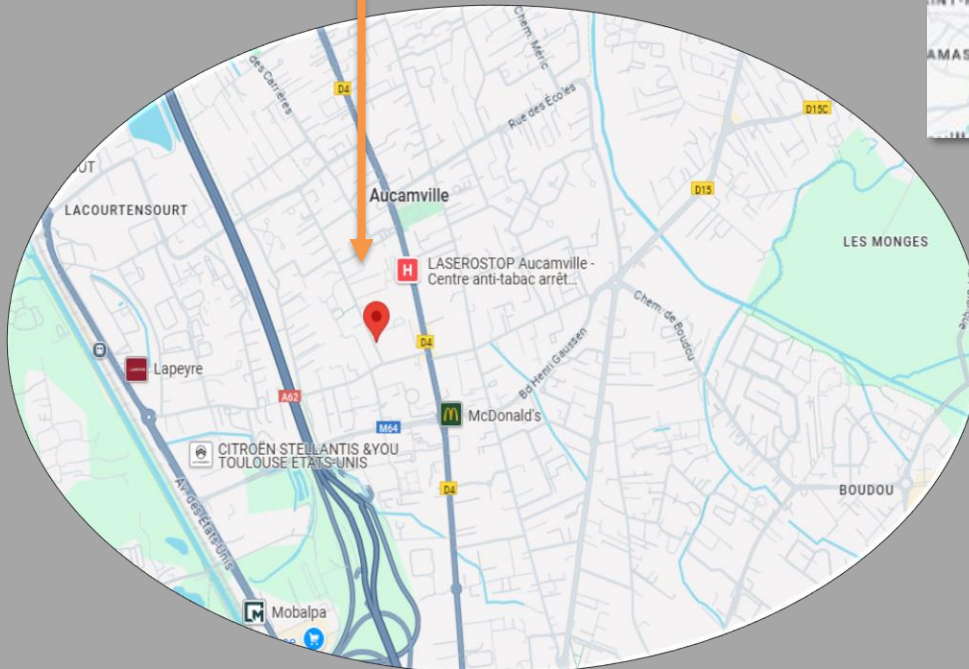 AMAS
Chem. Méric
des Carrières
D4
Rue des Écoles
D15C
Aucamville
D15
LACOURTENSOURT
LES MONGES
H
LASEROSTOP Aucamville -
Centre anti-tabac arrêt...
Chem. de Boudou
D4
Lapeyre
Bd Henri Gaussen
A62
McDonald's
M64
CITROËN STELLANTIS &YOU
TOULOUSE ETATS-UNIS
D4
BOUDOU
Av. des États-Unis
Mobalpa